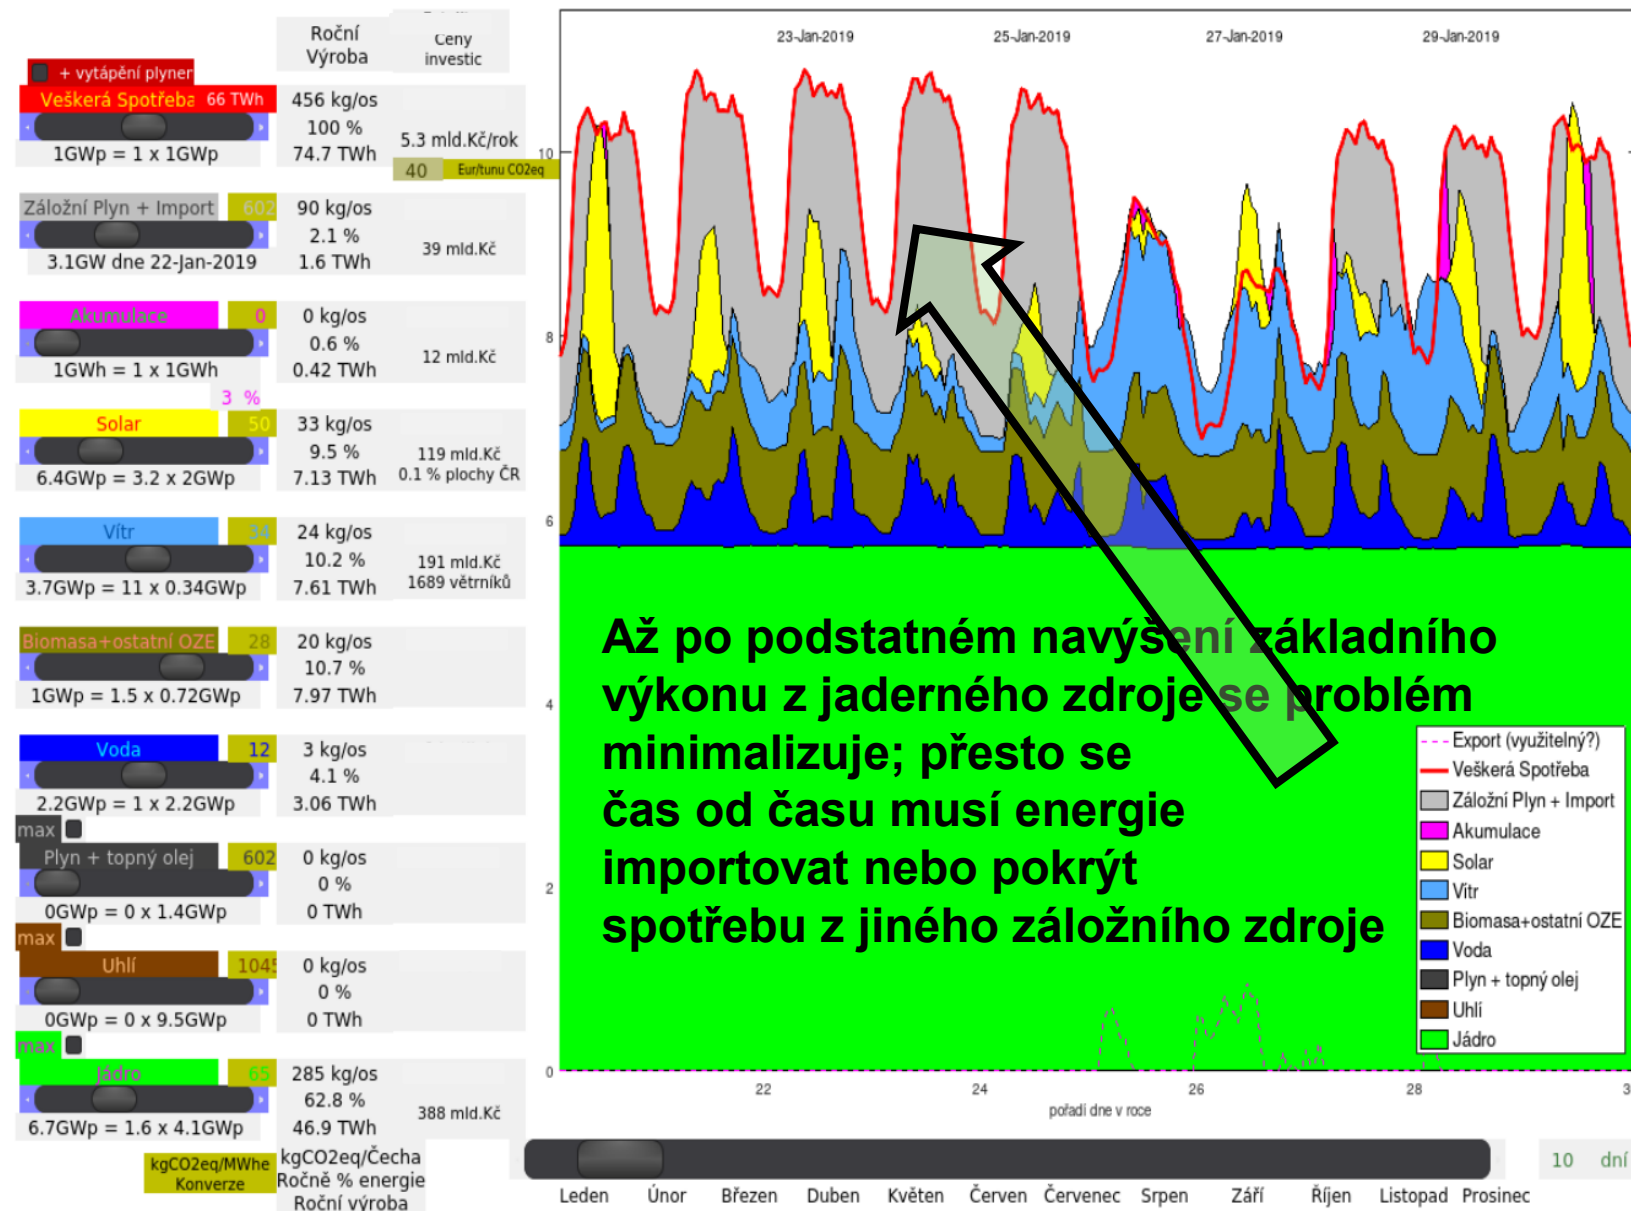 Roční
Výroba
Ceny
investic
+ vytápění plynem
Veškerá Spotřeba 66 TWh
1GWp = 1 x 1GWp
456 kg/os
100 %
74.7 TWh
5.3 mld.Kč/rok
40 Eur/tunu CO2eq
Záložní Plyn + Import 602
3.1GW dne 22-Jan-2019
90 kg/os
2.1 %
1.6 TWh
39 mld.Kč
Akumulace 0
1GWh = 1 x 1GWh
0 kg/os
0.6 %
0.42 TWh
12 mld.Kč
3 %
Solar 50
6.4GWp = 3.2 x 2GWp
33 kg/os
9.5 %
7.13 TWh
119 mld.Kč
0.1 % plochy ČR
Vítr 34
3.7GWp = 11 x 0.34GWp
24 kg/os
10.2 %
7.61 TWh
191 mld.Kč
1689 větrníků
Biomasa+ostatní OZE 28
1GWp = 1.5 x 0.72GWp
20 kg/os
10.7 %
7.97 TWh
Voda 12
2.2GWp = 1 x 2.2GWp
3 kg/os
4.1 %
3.06 TWh
max
Plyn + topný olej 602
0GWp = 0 x 1.4GWp
0 kg/os
0 %
0 TWh
max
Uhlí 1045
0GWp = 0 x 9.5GWp
0 kg/os
0 %
0 TWh
max
Jádro 65
6.7GWp = 1.6 x 4.1GWp
285 kg/os
62.8 %
46.9 TWh
388 mld.Kč
kgCO2eq/MWhe
Konverze
kgCO2eq/Čecha
Ročně % energie
Roční výroba
23-Jan-2019 25-Jan-2019 27-Jan-2019 29-Jan-2019
10
8
6
4
2
0
Až po podstatném navýšení základního
výkonu z jaderného zdroje se problém
minimalizuje; přesto se
čas od času musí energie
importovat nebo pokrýt
spotřebu z jiného záložního zdroje
Export (využitelný?)
Veškerá Spotřeba
Záložní Plyn + Import
Akumulace
Solar
Vítr
Biomasa+ostatní OZE
Voda
Plyn + topný olej
Uhlí
Jádro
22 24 26 28
pořadí dne v roce
10 dní
Leden Únor Březen Duben Květen Červen Červenec Srpen Září Říjen Listopad Prosinec